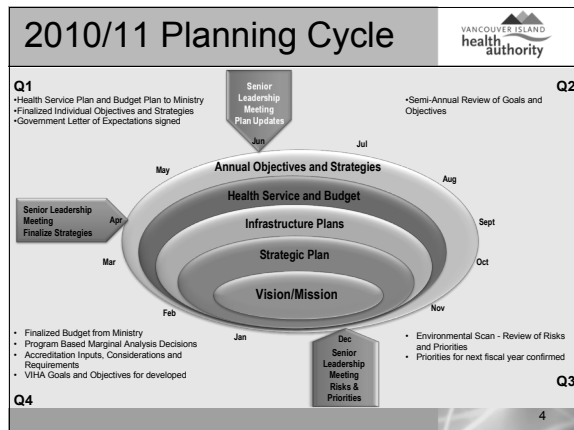 2010/11 Planning Cycle
VANCOUVER ISLAND
health
authority
Q1
•Health Service Plan and Budget Plan to Ministry
•Finalized Individual Objectives and Strategies
•Government Letter of Expectations signed
Senior
Leadership
Meeting
Plan Updates
Jun
Q2
•Semi-Annual Review of Goals and
Objectives
Jul
May
Annual Objectives and Strategies
Aug
Health Service and Budget
Senior Leadership
Meeting
Finalize Strategies
Apr
Infrastructure Plans
Sept
Strategic Plan
Mar
Oct
Vision/Mission
Nov
Feb
Jan
Dec
Senior
Leadership
Meeting
Risks &
Priorities
• Finalized Budget from Ministry
• Program Based Marginal Analysis Decisions
• Accreditation Inputs, Considerations and
Requirements
• VIHA Goals and Objectives for developed
Q4
• Environmental Scan - Review of Risks
and Priorities
• Priorities for next fiscal year confirmed
Q3
4